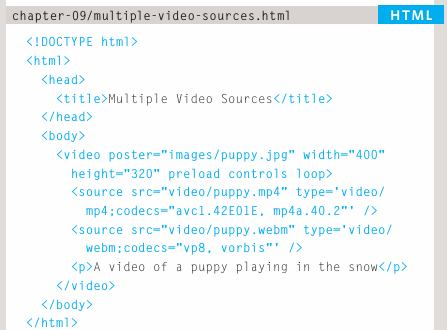 chapter-09/multiple-video-sources.html HTML
<!DOCTYPE html>
<html>
<head>
<title>Multiple Video Sources</title>
</head>
<body>
<video poster="images/puppy.jpg" width="400"
height="320" preload controls loop>
<source src="video/puppy.mp4" type='video/
mp4;codecs="avc1.42E01E, mp4a.40.2"' />
<source src="video/puppy.webm" type='video/
webm;codecs="vp8, vorbis"' />
<p>A video of a puppy playing in the snow</p>
</video>
</body>
</html>